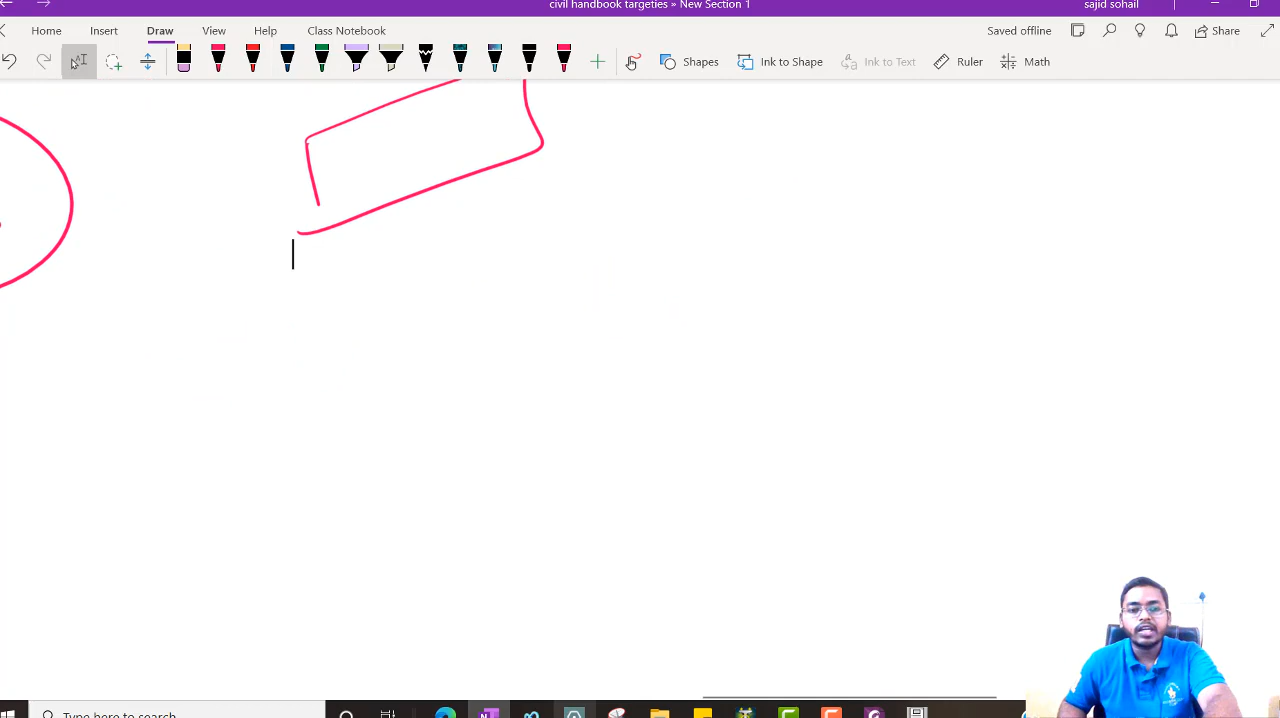 civil handbook targeties » New Section 1
sajid sohail
Home Insert Draw View Help Class Notebook
Saved offline
Share
Shapes
Ink to Shape
Ink to Text
Ruler
Math
Type here to search